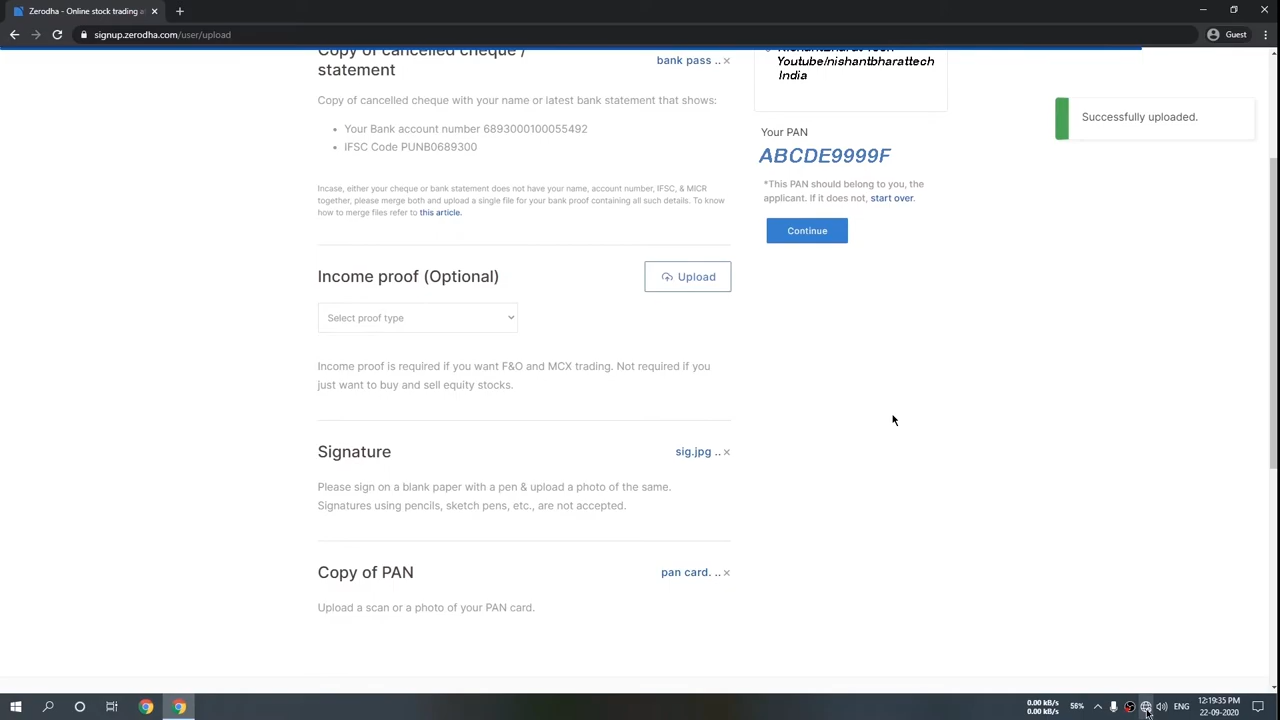 Zerodha - Online stock trading a
signup.zerodha.com/user/upload
Guest
Copy of cancelled cheque /
statement
bank pass ..
Copy of cancelled cheque with your name or latest bank statement that shows:
• Your Bank account number 6893000100055492
• IFSC Code PUNB0689300
Incase, either your cheque or bank statement does not have your name, account number, IFSC, & MICR
together, please merge both and upload a single file for your bank proof containing all such details. To know
how to merge files refer to this article.
Income proof (Optional)
Upload
Select proof type
Income proof is required if you want F&O and MCX trading. Not required if you
just want to buy and sell equity stocks.
Signature
sig.jpg ..
Please sign on a blank paper with a pen & upload a photo of the same.
Signatures using pencils, sketch pens, etc., are not accepted.
Copy of PAN
pan card. ..
Upload a scan or a photo of your PAN card.
Youtube/nishantbharattech
India
Your PAN
ABCDE9999F
*This PAN should belong to you, the
applicant. If it does not, start over.
Continue
Successfully uploaded.
0.00 kB/s
0.00 kB/s
56%
ENG
12:19:35 PM
22-09-2020